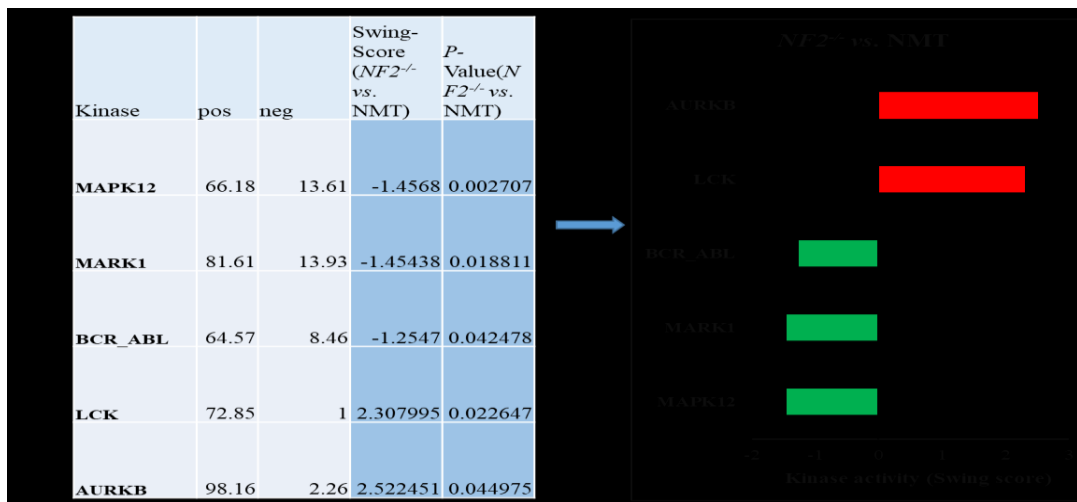 Kinase pos neg Swing-Score (NF2-/- vs. NMT) P-Value(NF2-/- vs. NMT)
MAPK12 66.18 13.61 -1.4568 0.002707
MARK1 81.61 13.93 -1.45438 0.018811
BCR_ABL 64.57 8.46 -1.2547 0.042478
LCK 72.85 1 2.307995 0.022647
AURKB 98.16 2.26 2.522451 0.044975
NF2-/- vs. NMT
AURKB
LCK
BCR_ABL
MARK1
MAPK12
-2 -1 0 1 2 3
Kinase activity (Swing score)